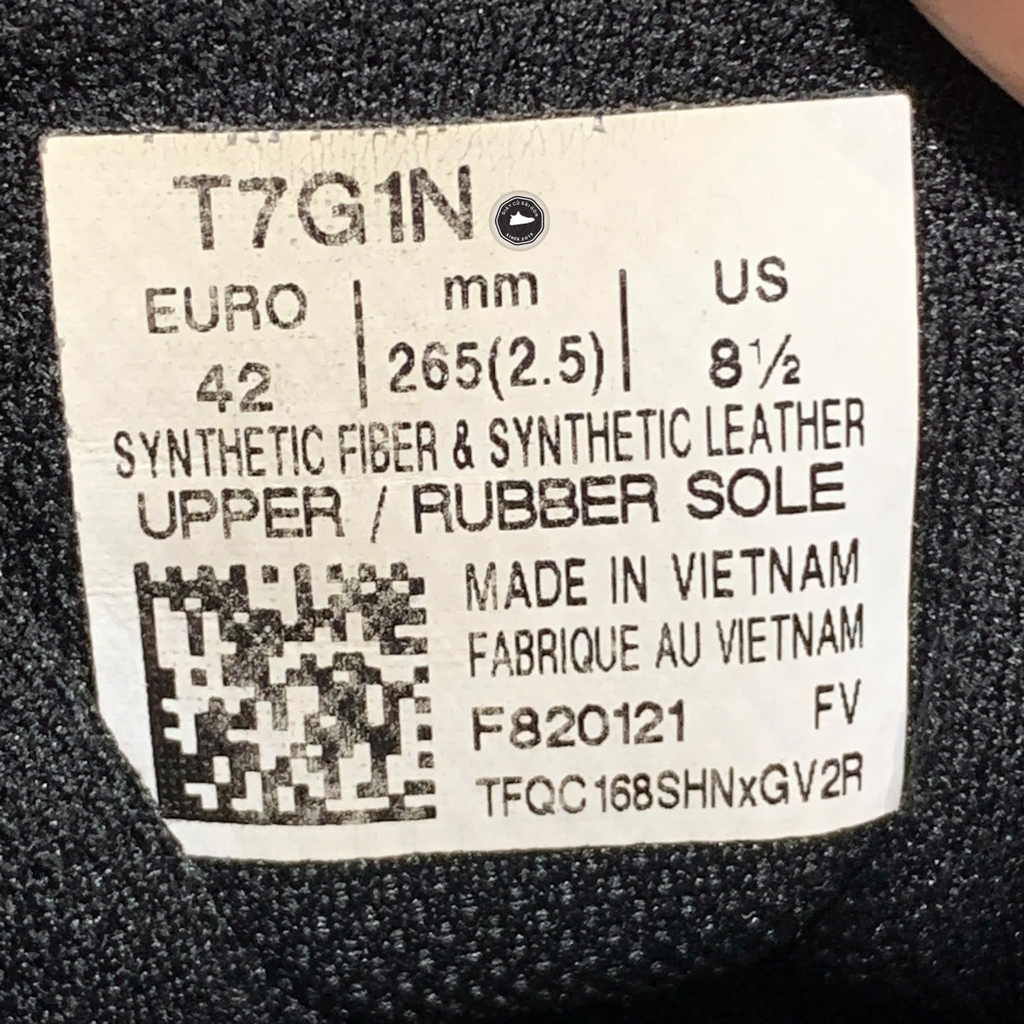 T7G1N
EURO | mm | US
42 | 265(2.5) | 8½
SYNTHETIC FIBER & SYNTHETIC LEATHER
UPPER / RUBBER SOLE
MADE IN VIETNAM
FABRIQUE AU VIETNAM
F820121 FV
TFQC168SHNxGV2R